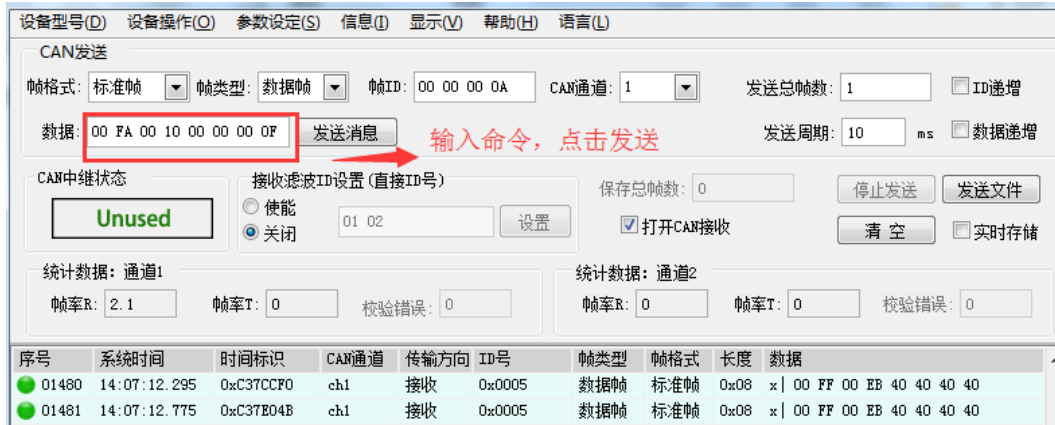 设备型号(D) 设备操作(O) 参数设定(S) 信息(I) 显示(V) 帮助(H) 语言(L)
CAN发送
帧格式: 标准帧 帧类型: 数据帧 帧ID: 00 00 00 0A CAN通道: 1 发送总帧数: 1 ID递增
数据: 00 FA 00 10 00 00 00 0F 发送消息 输入命令，点击发送 发送周期: 10 ms 数据递增
CAN中继状态 接收滤波ID设置(直接ID号) 保存总帧数: 0 停止发送 发送文件
Unused 使能 关闭 01 02 设置 打开CAN接收 清空 实时存储
统计数据: 通道1 统计数据: 通道2
帧率R: 2.1 帧率T: 0 校验错误: 0 帧率R: 0 帧率T: 0 校验错误: 0
序号 系统时间 时间标识 CAN通道 传输方向 ID号 帧类型 帧格式 长度 数据
01480 14:07:12.295 0xC37CCF0 ch1 接收 0x0005 数据帧 标准帧 0x08 x| 00 FF 00 EB 40 40 40 40
01481 14:07:12.775 0xC37E04B ch1 接收 0x0005 数据帧 标准帧 0x08 x| 00 FF 00 EB 40 40 40 40